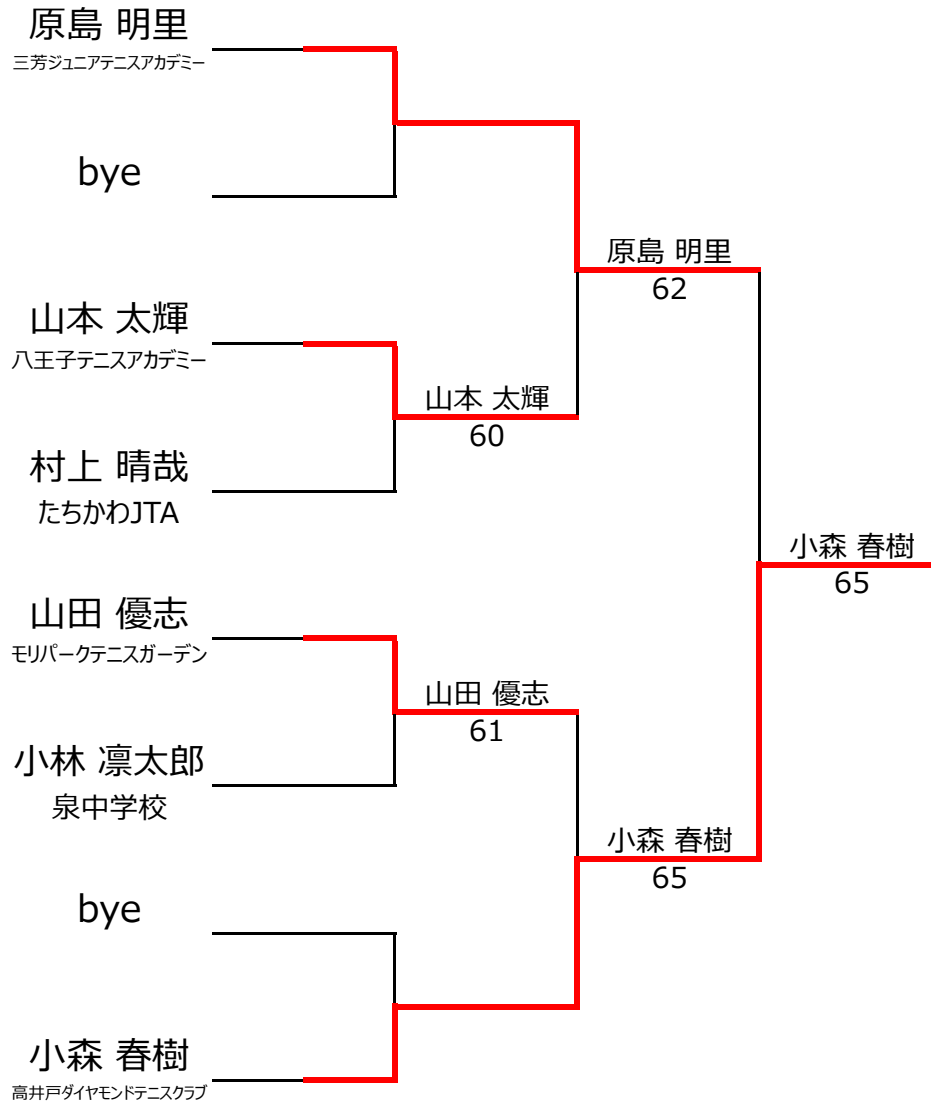 原島 明里
三芳ジュニアテニスアカデミー
bye
原島 明里
62
山本 太輝
八王子テニスアカデミー
山本 太輝
60
村上 晴哉
たちかわJTA
小森 春樹
65
山田 優志
モリパークテニスガーデン
山田 優志
61
小林 凛太郎
泉中学校
小森 春樹
65
bye
小森 春樹
高井戸ダイヤモンドテニスクラブ